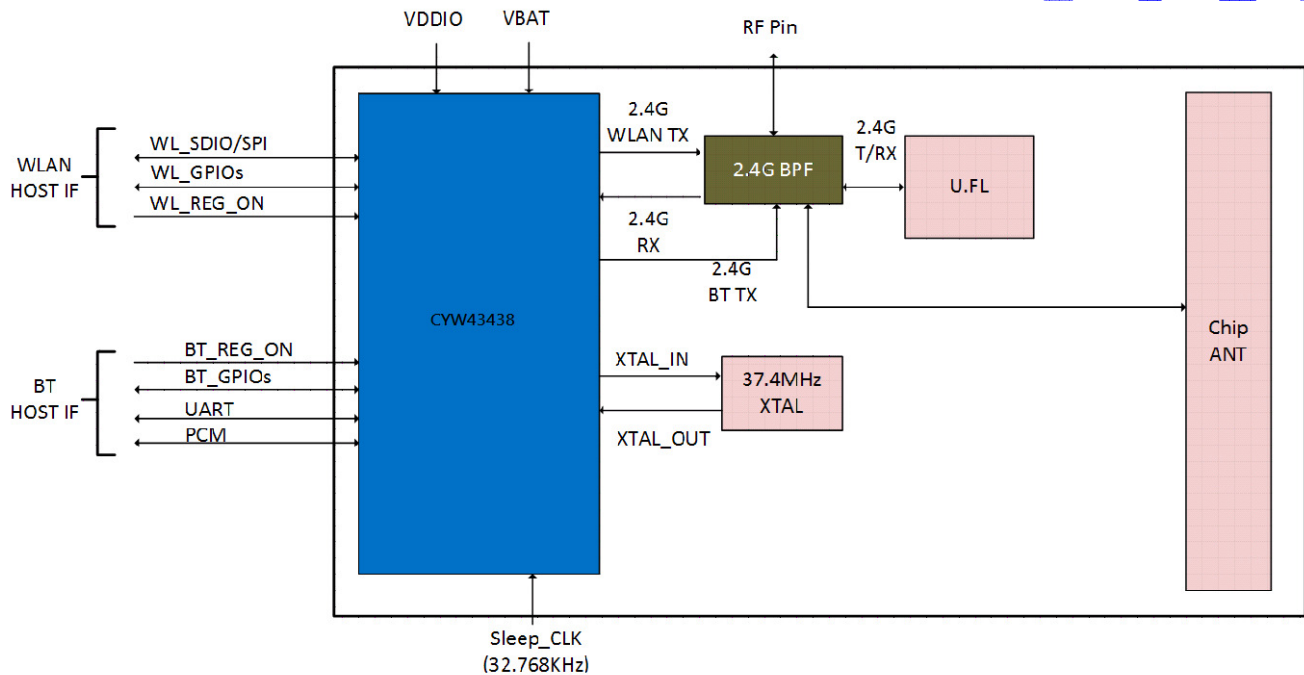 VDDIO
VBAT
RF Pin
WLAN
HOST IF
WL_SDIO/SPI
WL_GPIOs
WL_REG_ON
2.4G
WLAN TX
2.4G BPF
2.4G
T/RX
U.FL
2.4G
RX
2.4G
BT TX
CYW43438
Chip
ANT
BT
HOST IF
BT_REG_ON
BT_GPIOs
UART
PCM
XTAL_IN
37.4MHz
XTAL
XTAL_OUT
Sleep_CLK
(32.768KHz)